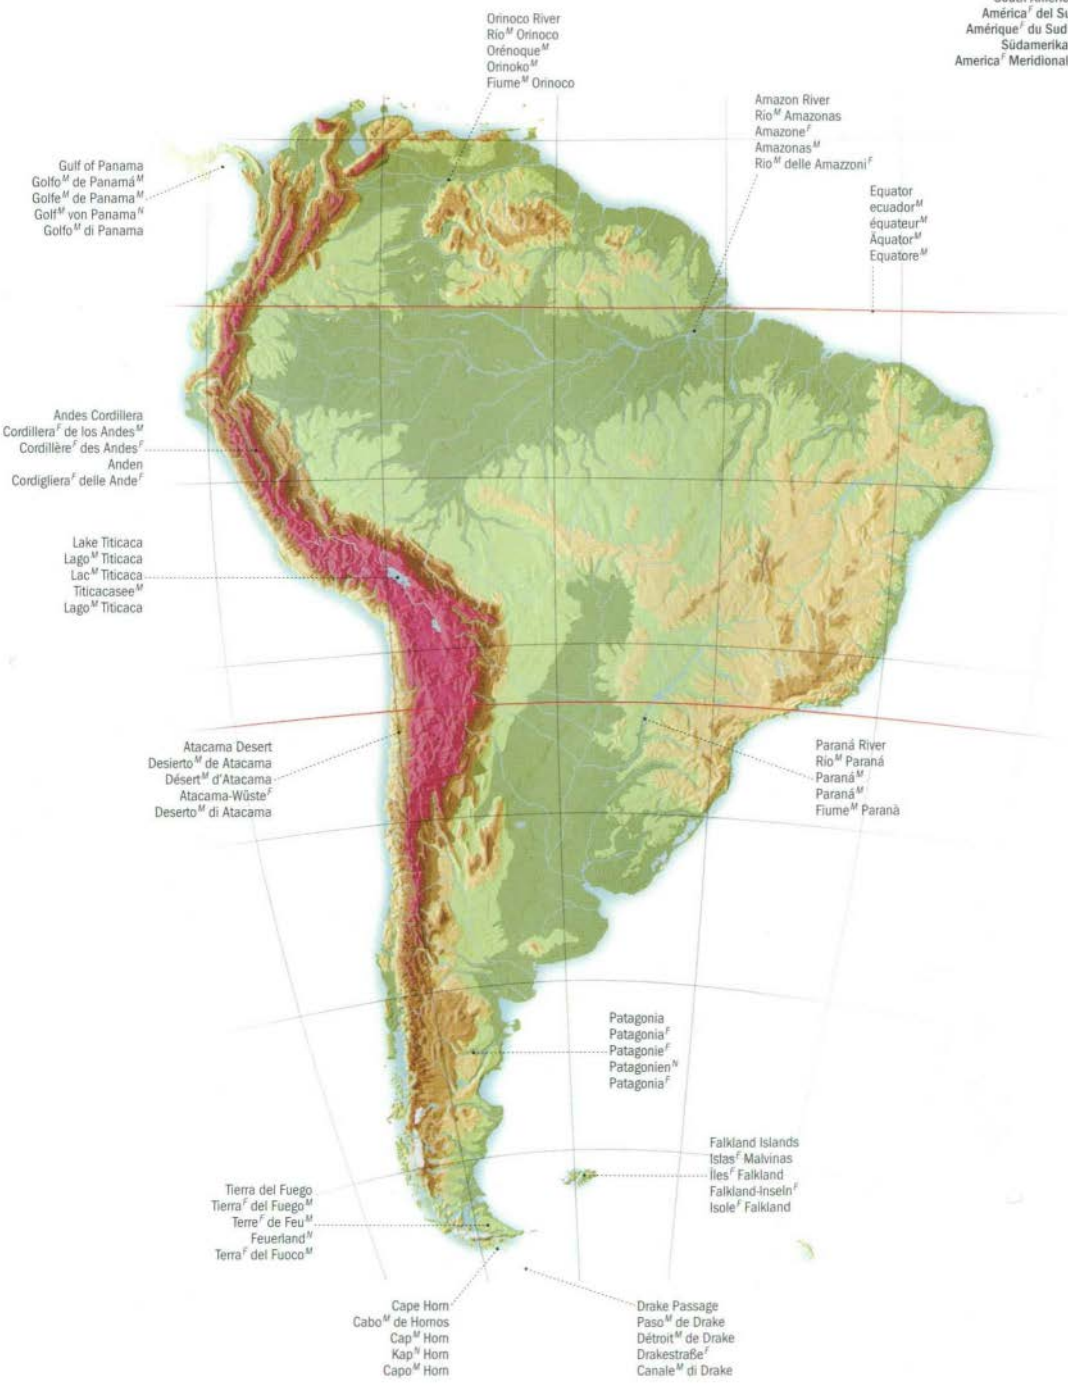 América^F del Su
Amérique^F du Sud
Südamerika
America^F Meridional
Orinoco River
Río^M Orinoco
Orénoque^M
Orinoko^M
Fiume^M Orinoco
Amazon River
Río^M Amazonas
Amazone^F
Amazonas^M
Rio^M delle Amazzoni^F
Gulf of Panama
Golfo^M de Panamá^M
Golfe^M de Panama^M
Golf^M von Panama^N
Golfo^M di Panama
Equator
ecuador^M
équateur^M
Äquator^M
Equatore^M
Andes Cordillera
Cordillera^F de los Andes^M
Cordillère^F des Andes^F
Anden
Cordigliera^F delle Ande^F
Lake Titicaca
Lago^M Titicaca
Lac^M Titicaca
Titicacasee^M
Lago^M Titicaca
Atacama Desert
Desierto^M de Atacama
Désert^M d'Atacama
Atacama-Wüste^F
Deserto^M di Atacama
Paraná River
Río^M Paraná
Paraná^M
Paraná^M
Fiume^M Paranà
Patagonia
Patagonia^F
Patagonie^F
Patagonien^N
Patagonia^F
Falkland Islands
Islas^F Malvinas
Îles^F Falkland
Falkland-Inseln^F
Isole^F Falkland
Tierra del Fuego
Tierra^F del Fuego^M
Terre^F de Feu^M
Feuerland^N
Terra^F del Fuoco^M
Cape Horn
Cabo^M de Hornos
Cap^M Horn
Kap^N Horn
Capo^M Horn
Drake Passage
Paso^M de Drake
Détroit^M de Drake
Drakestraße^F
Canale^M di Drake